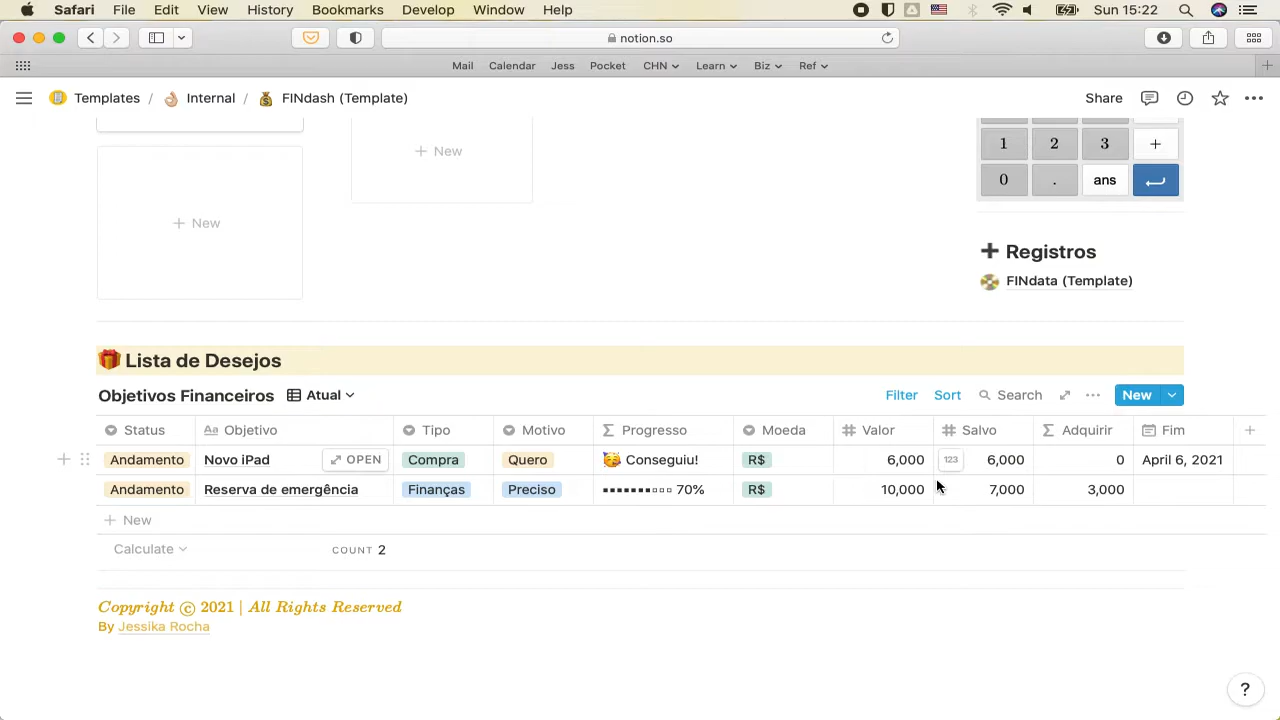 Safari File Edit View History Bookmarks Develop Window Help Sun 15:22
notion.so
Mail Calendar Jess Pocket CHN Learn Biz Ref
Templates / Internal / FINdash (Template) Share
+ New
+ New
1 2 3 +
0 . ans
Registros
FINdata (Template)
Lista de Desejos
Objetivos Financeiros Atual Filter Sort Search New
Status Aa Objetivo Tipo Motivo Σ Progresso Moeda # Valor # Salvo Σ Adquirir Fim +
Andamento Novo iPad OPEN Compra Quero Conseguiu! R$ 6,000 123 6,000 0 April 6, 2021
Andamento Reserva de emergência Finanças Preciso 70% R$ 10,000 7,000 3,000
+ New
Calculate COUNT 2
Copyright © 2021 | All Rights Reserved
By Jessika Rocha
?